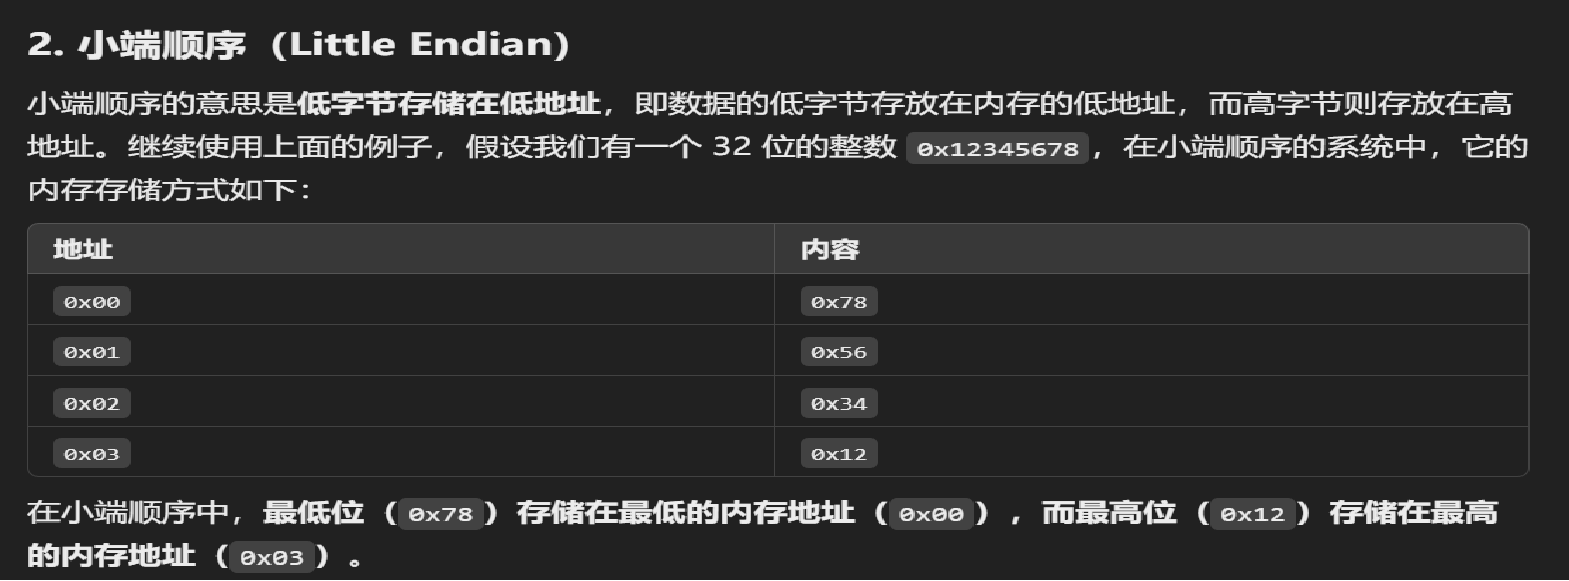 2. 小端顺序（Little Endian）
小端顺序的意思是低字节存储在低地址，即数据的低字节存放在内存的低地址，而高字节则存放在高
地址。继续使用上面的例子，假设我们有一个 32 位的整数 0x12345678，在小端顺序的系统中，它的
内存存储方式如下：
地址 内容
0x00 0x78
0x01 0x56
0x02 0x34
0x03 0x12
在小端顺序中，最低位（0x78）存储在最低的内存地址（0x00），而最高位（0x12）存储在最高
的内存地址（0x03）。